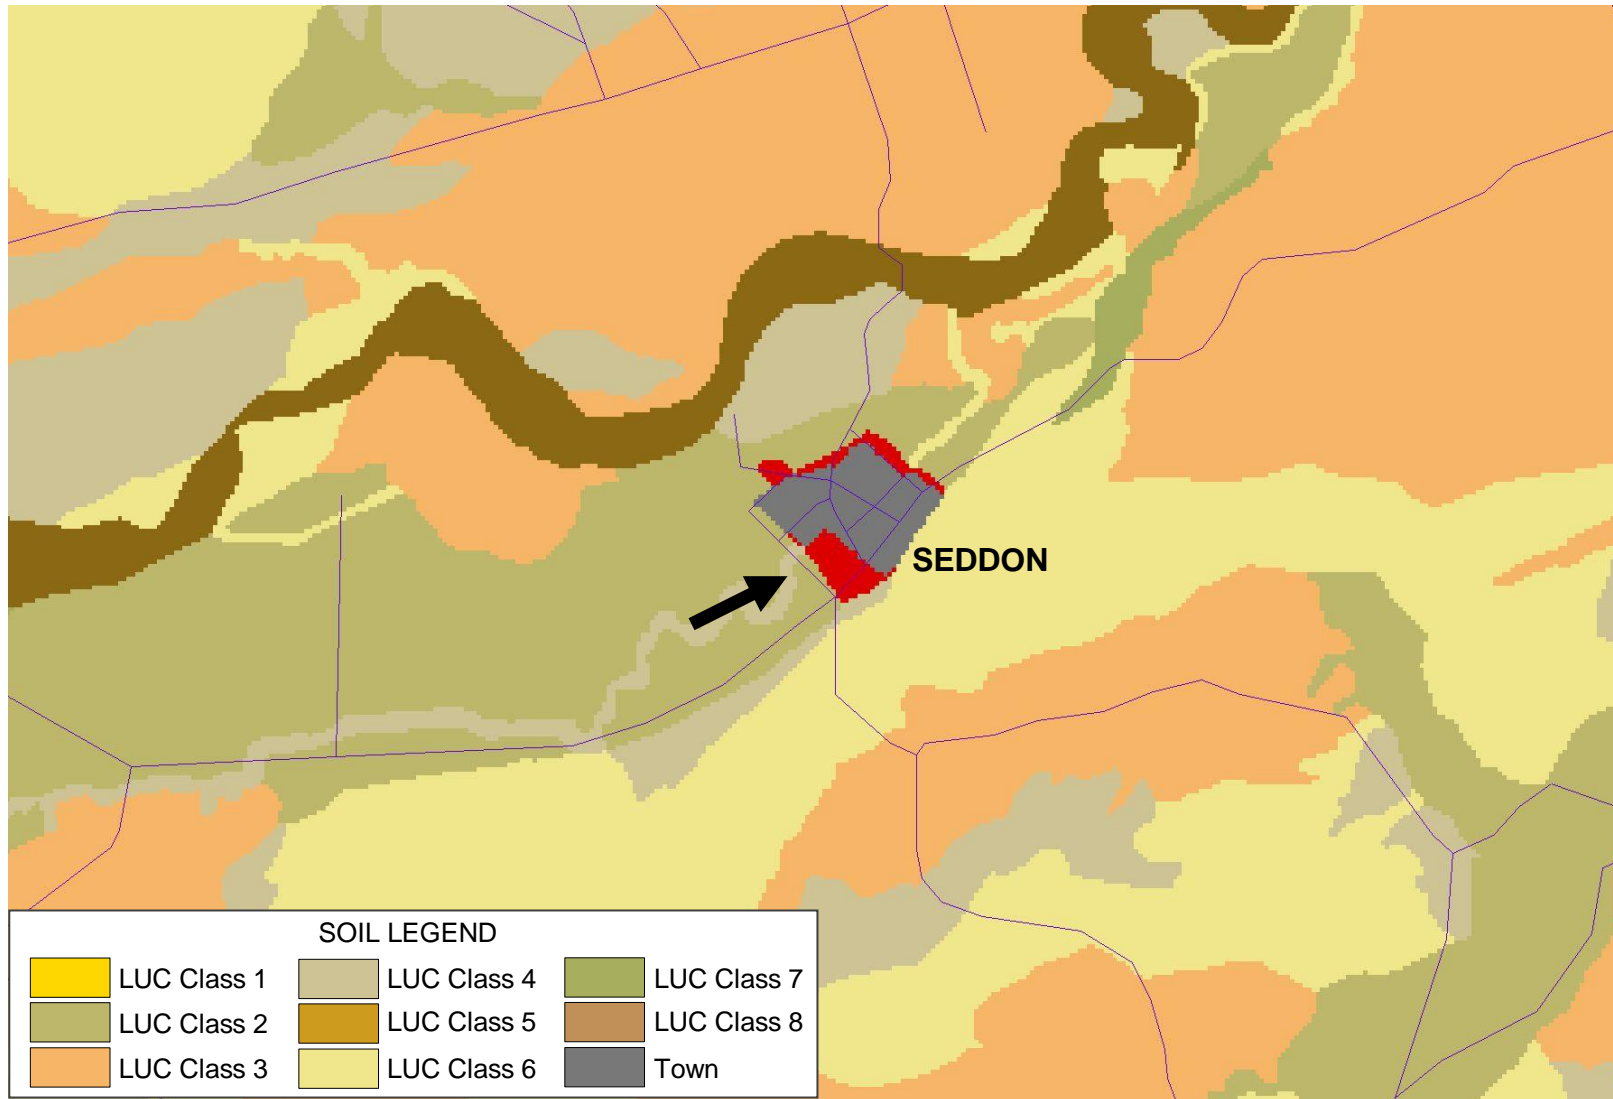 SEDDON
SOIL LEGEND
LUC Class 1
LUC Class 4
LUC Class 7
LUC Class 2
LUC Class 5
LUC Class 8
LUC Class 3
LUC Class 6
Town